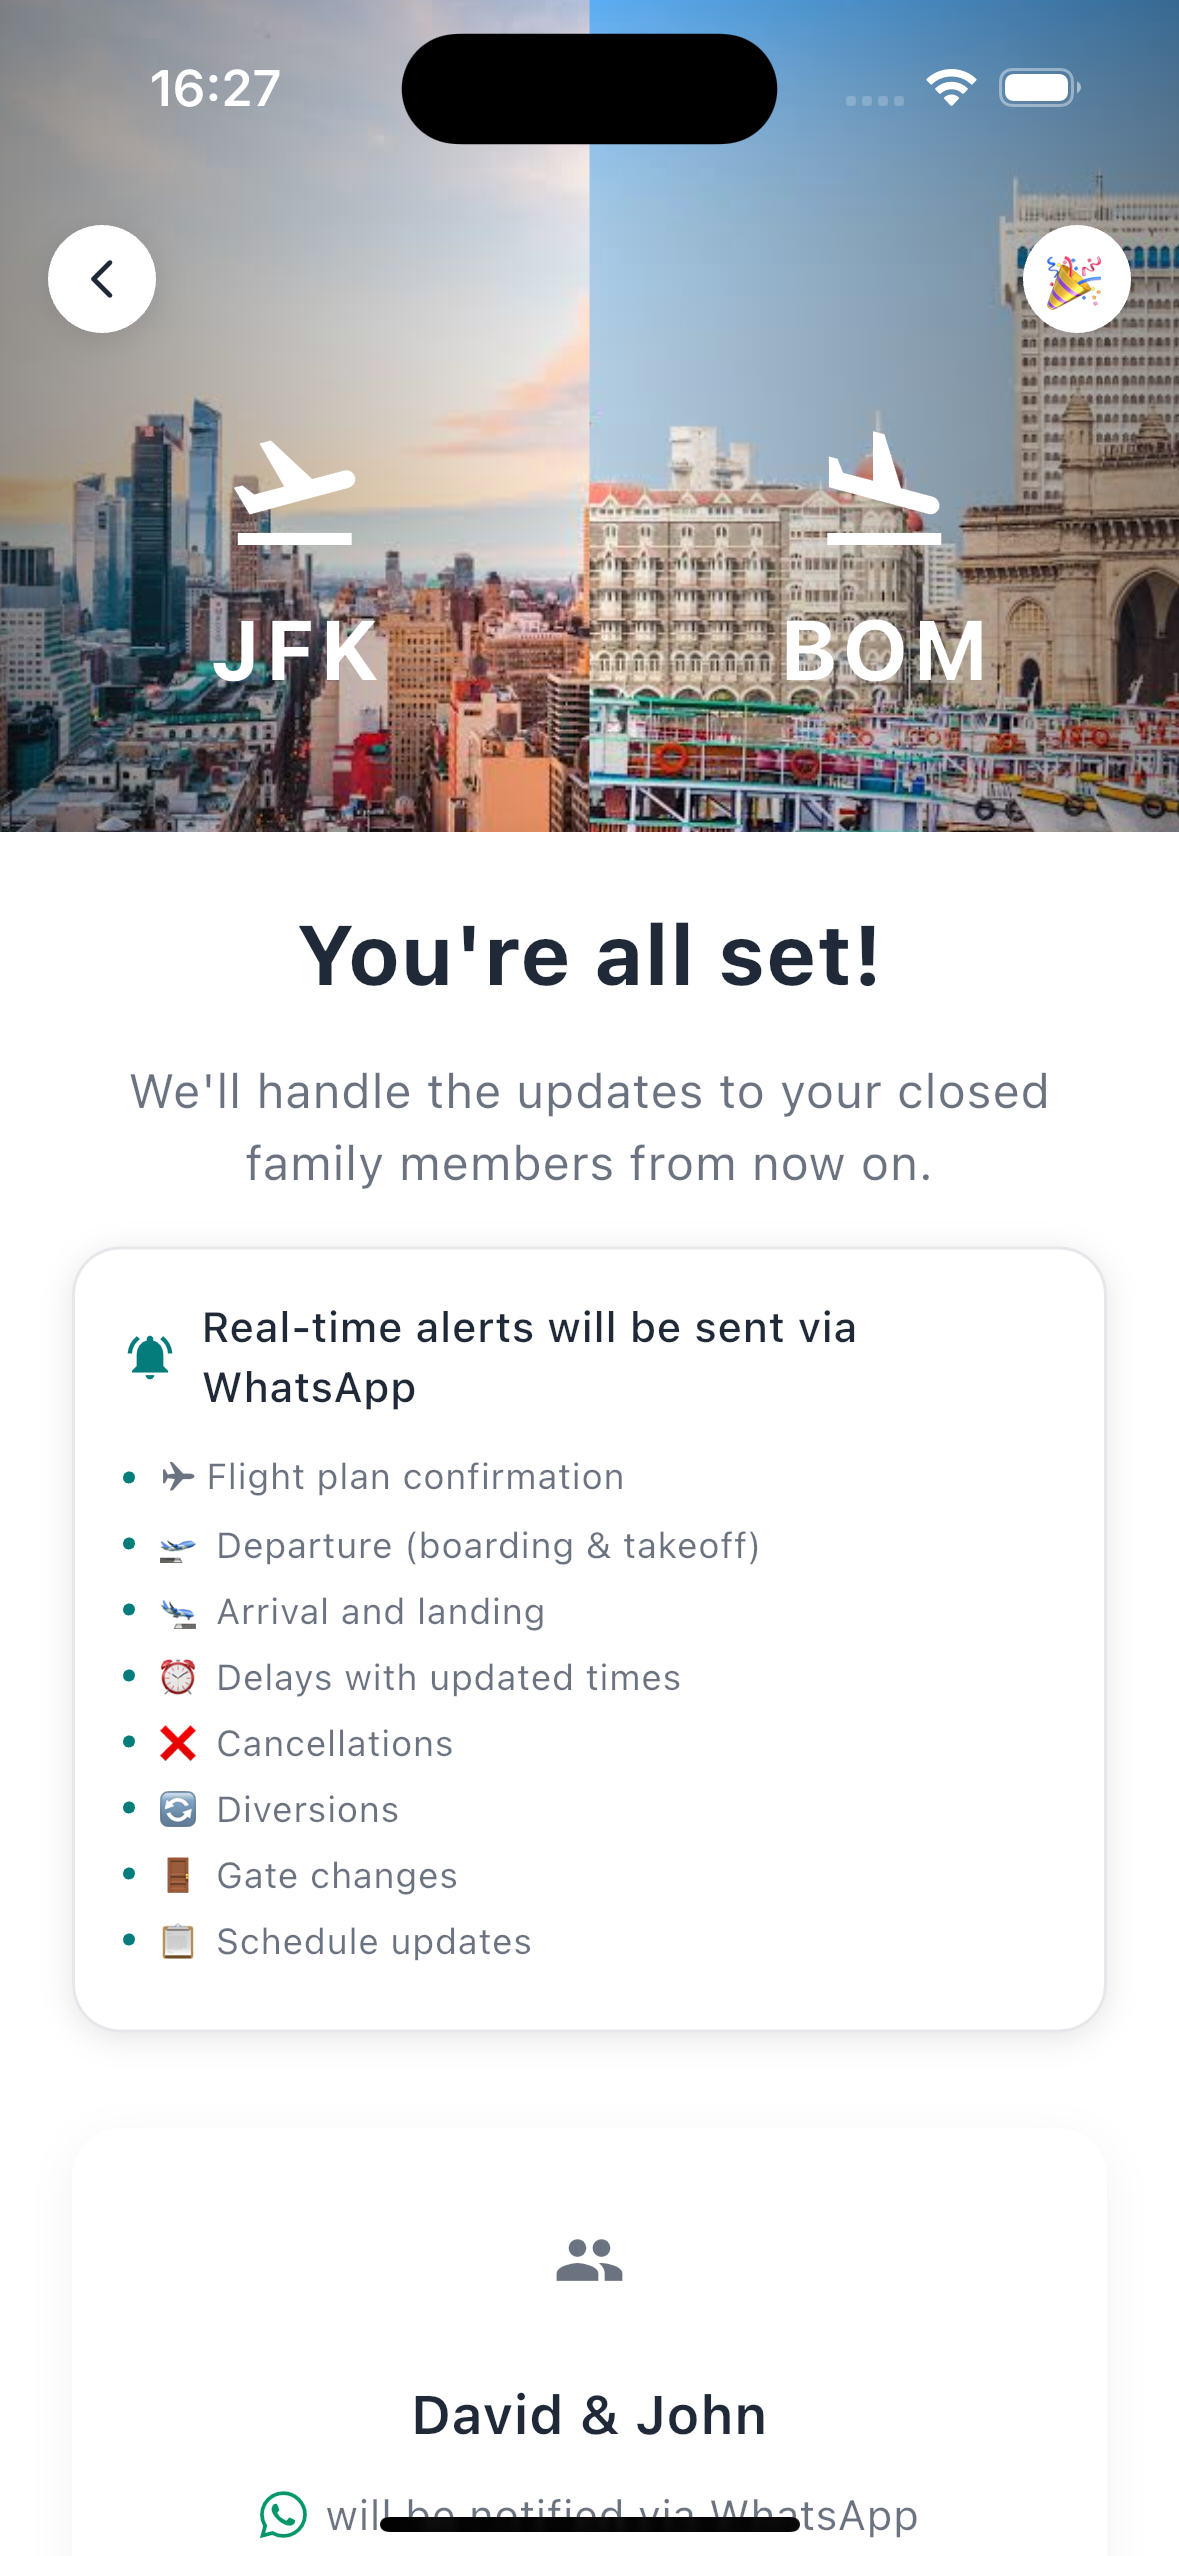 16:27
JFK
BOM
You're all set!
We'll handle the updates to your closed
family members from now on.
Real-time alerts will be sent via
WhatsApp
Flight plan confirmation
Departure (boarding & takeoff)
Arrival and landing
Delays with updated times
Cancellations
Diversions
Gate changes
Schedule updates
David & John
will be notified via WhatsApp